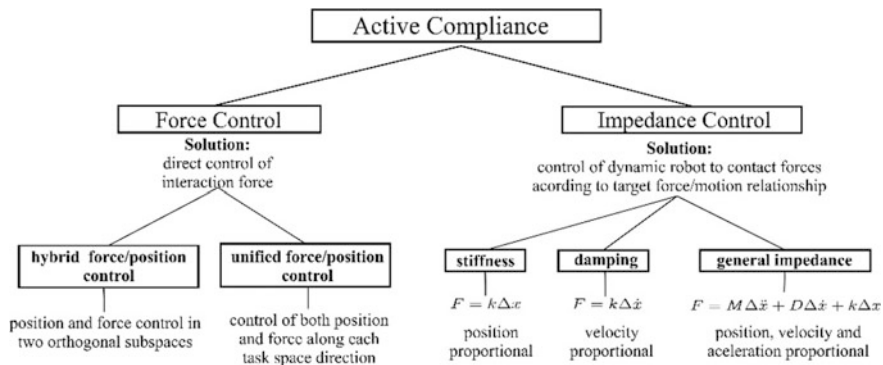 Active Compliance
Force Control
Impedance Control
Solution:
direct control of
interaction force
Solution:
control of dynamic robot to contact forces
acording to target force/motion relationship
hybrid force/position
control
unified force/position
control
stiffness
damping
general impedance
position and force control in
two orthogonal subspaces
control of both position
and force along each
task space direction
F = kΔx
position
proportional
F = kΔẋ
velocity
proportional
F = MΔẍ + DΔẋ + kΔx
position, velocity and
aceleration proportional